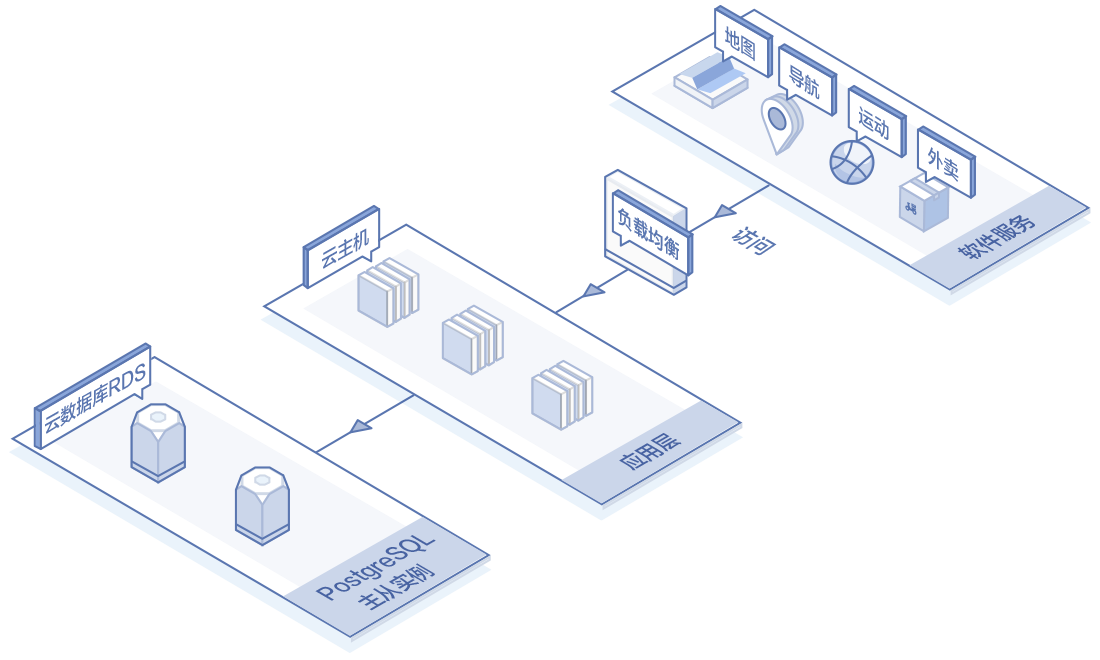 地图
导航
运动
外卖
软件服务
访问
负载均衡
云主机
应用层
云数据库RDS
PostgreSQL
主从实例